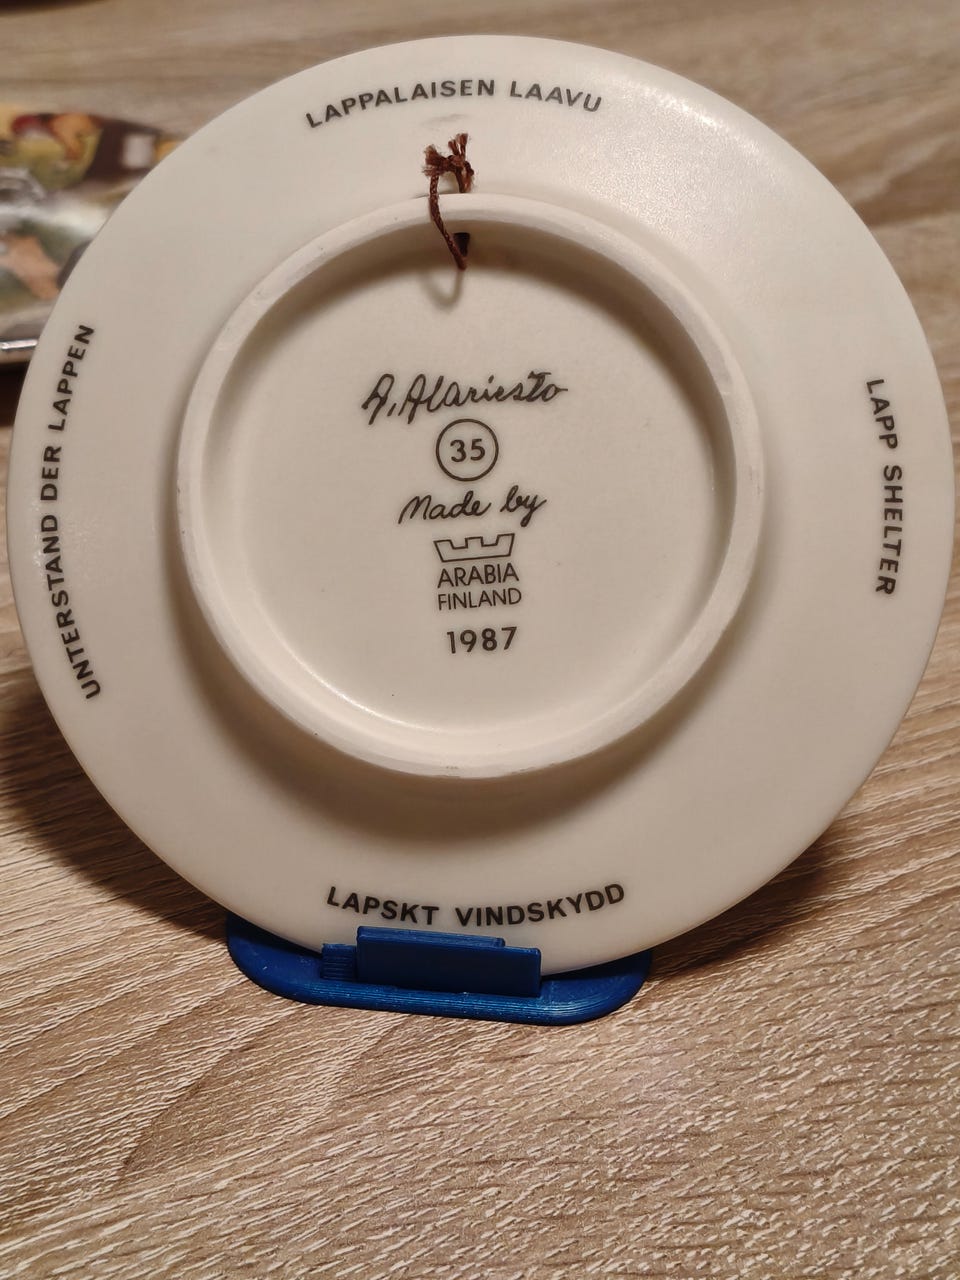 LAPPALAISEN LAAVU
A. Alariesto
35
Made by
ARABIA
FINLAND
1987
UNTERSTAND DER LAPPEN
LAPP SHELTER
LAPSKT VINDSKYDD